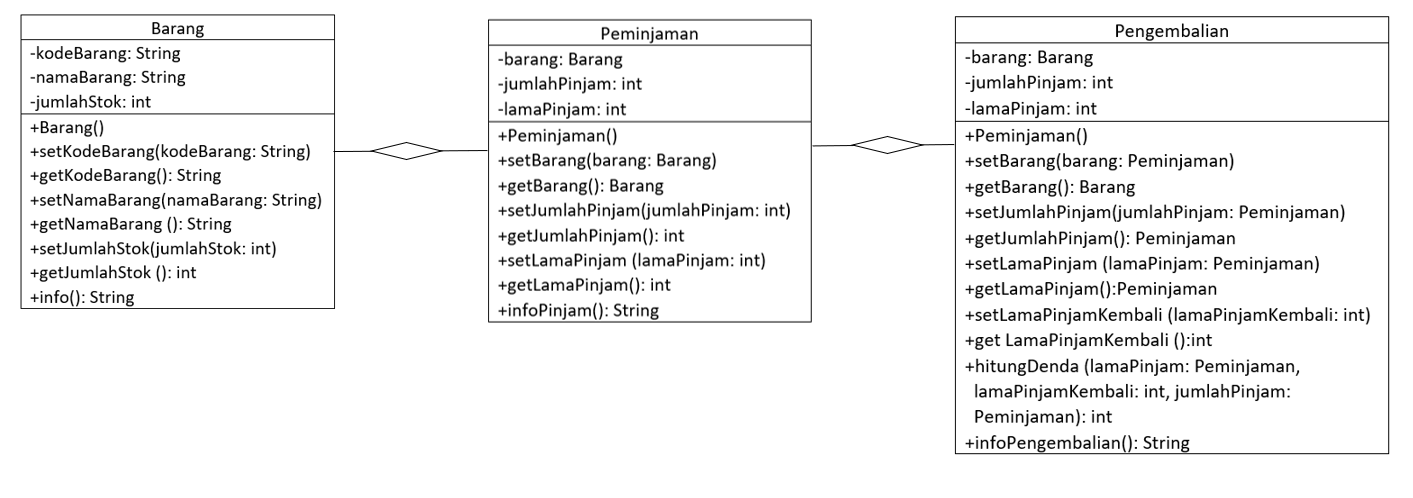 Barang
-kodeBarang: String
-namaBarang: String
-jumlahStok: int
+Barang()
+setKodeBarang(kodeBarang: String)
+getKodeBarang(): String
+setNamaBarang(namaBarang: String)
+getNamaBarang (): String
+setJumlahStok(jumlahStok: int)
+getJumlahStok (): int
+info(): String
Peminjaman
-barang: Barang
-jumlahPinjam: int
-lamaPinjam: int
+Peminjaman()
+setBarang(barang: Barang)
+getBarang(): Barang
+setJumlahPinjam(jumlahPinjam: int)
+getJumlahPinjam(): int
+setLamaPinjam (lamaPinjam: int)
+getLamaPinjam(): int
+infoPinjam(): String
Pengembalian
-barang: Barang
-jumlahPinjam: int
-lamaPinjam: int
+Peminjaman()
+setBarang(barang: Peminjaman)
+getBarang(): Barang
+setJumlahPinjam(jumlahPinjam: Peminjaman)
+getJumlahPinjam(): Peminjaman
+setLamaPinjam (lamaPinjam: Peminjaman)
+getLamaPinjam():Peminjaman
+setLamaPinjamKembali (lamaPinjamKembali: int)
+get LamaPinjamKembali ():int
+hitungDenda (lamaPinjam: Peminjaman,
lamaPinjamKembali: int, jumlahPinjam:
Peminjaman): int
+infoPengembalian(): String